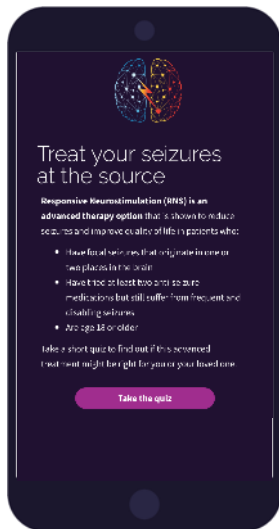 Treat your seizures
at the source
Responsive Neurostimulation (RNS) is an
advanced therapy option that is shown to reduce
seizures and improve quality of life in patients who:
• Have focal seizures that originate in one or
two places in the brain
• Have tried at least two anti-seizure
medications but still suffer from frequent and
disabling seizures
• Are age 18 or older
Take a short quiz to find out if this advanced
treatment might be right for you or your loved one
Take the quiz